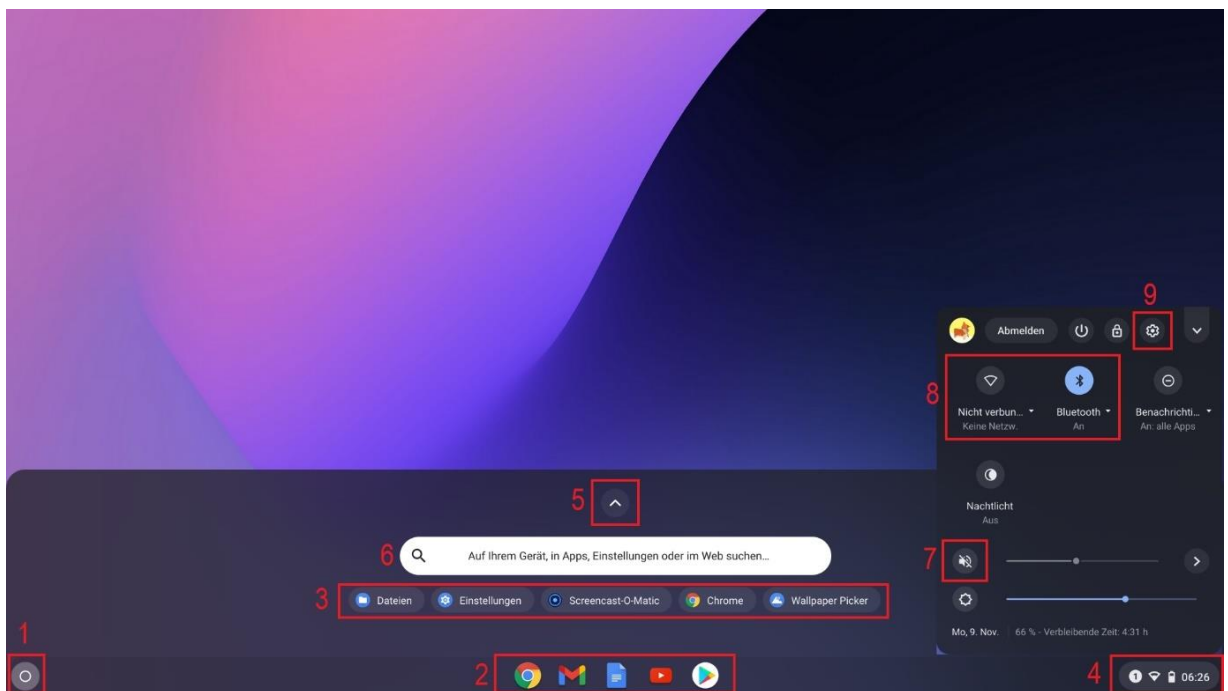 9
Abmelden
8
Nicht verbun...
Keine Netzw.
Bluetooth
An
Benachrichti...
An: alle Apps
Nachtlicht
Aus
5
6
Auf Ihrem Gerät, in Apps, Einstellungen oder im Web suchen...
7
3
Dateien
Einstellungen
Screencast-O-Matic
Chrome
Wallpaper Picker
Mo, 9. Nov.
66 % - Verbleibende Zeit: 4:31 h
1
2
4
1
06:26